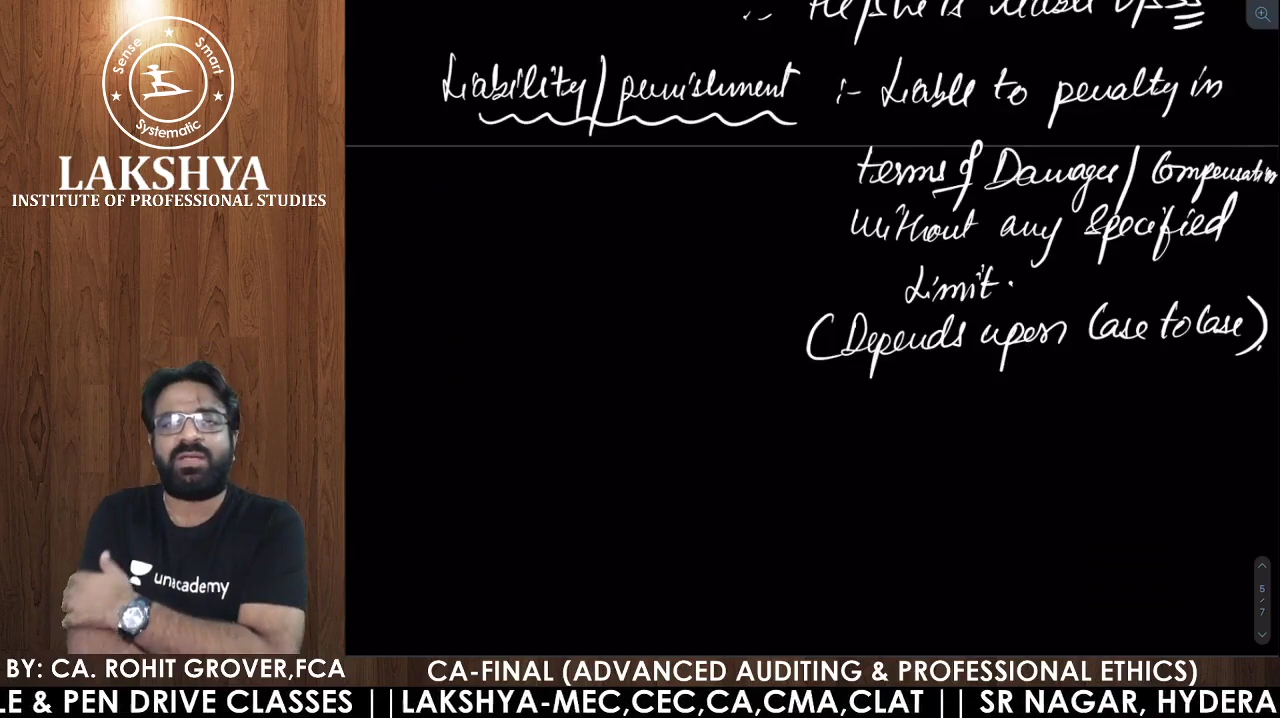 Sense
Smart
Systematic
LAKSHYA
INSTITUTE OF PROFESSIONAL STUDIES
Liability/punishment :- Liable to penalty in
terms of Damages/Compensation
without any specified
Limit.
(Depends upon Case to Case).
unacademy
5
/
7
BY: CA. ROHIT GROVER,FCA
CA-FINAL (ADVANCED AUDITING & PROFESSIONAL ETHICS)
LE & PEN DRIVE CLASSES ||LAKSHYA-MEC,CEC,CA,CMA,CLAT || SR NAGAR, HYDERA